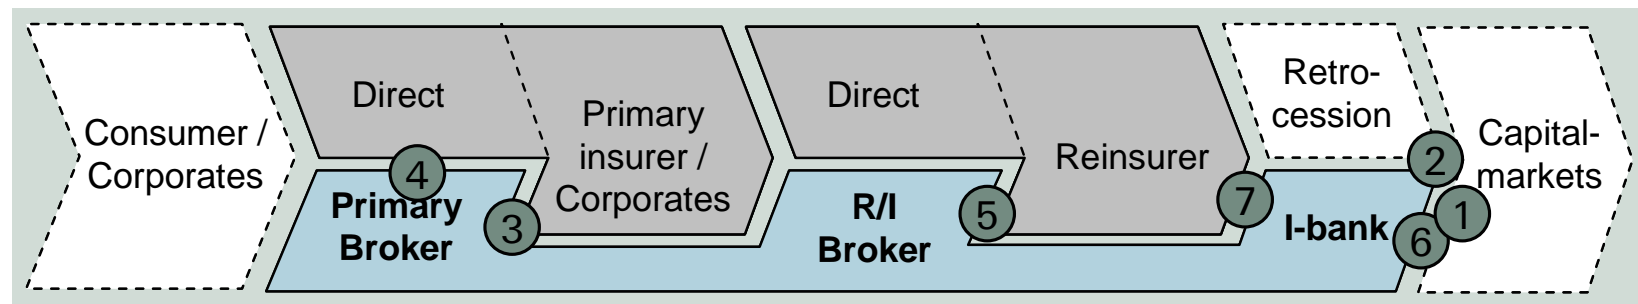 Consumer /
Corporates
Direct
Primary
insurer /
Corporates
4
Primary
Broker
3
Direct
Reinsurer
R/I
Broker
5
7
Retro-
cession
2
I-bank
6
1
Capital-
markets